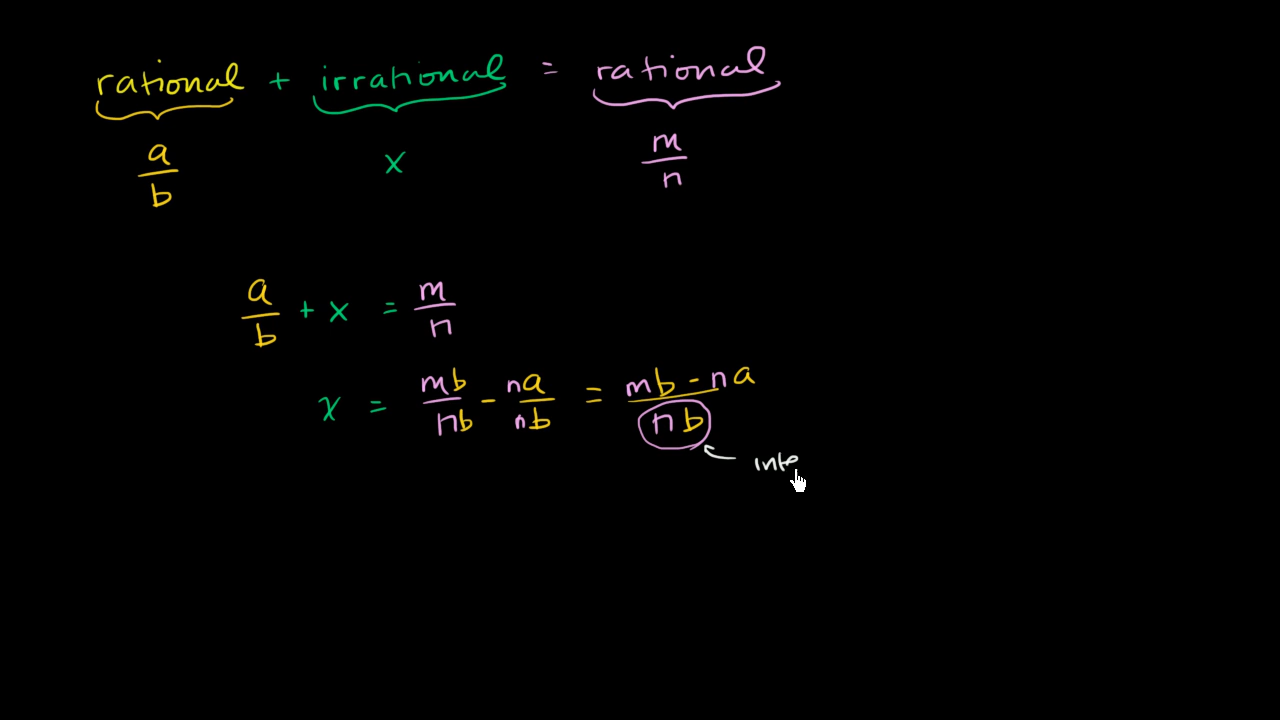 rational + irrational = rational
a/b x m/n
a/b + x = m/n
x = mb/nb - na/nb = mb - na/nb
inte